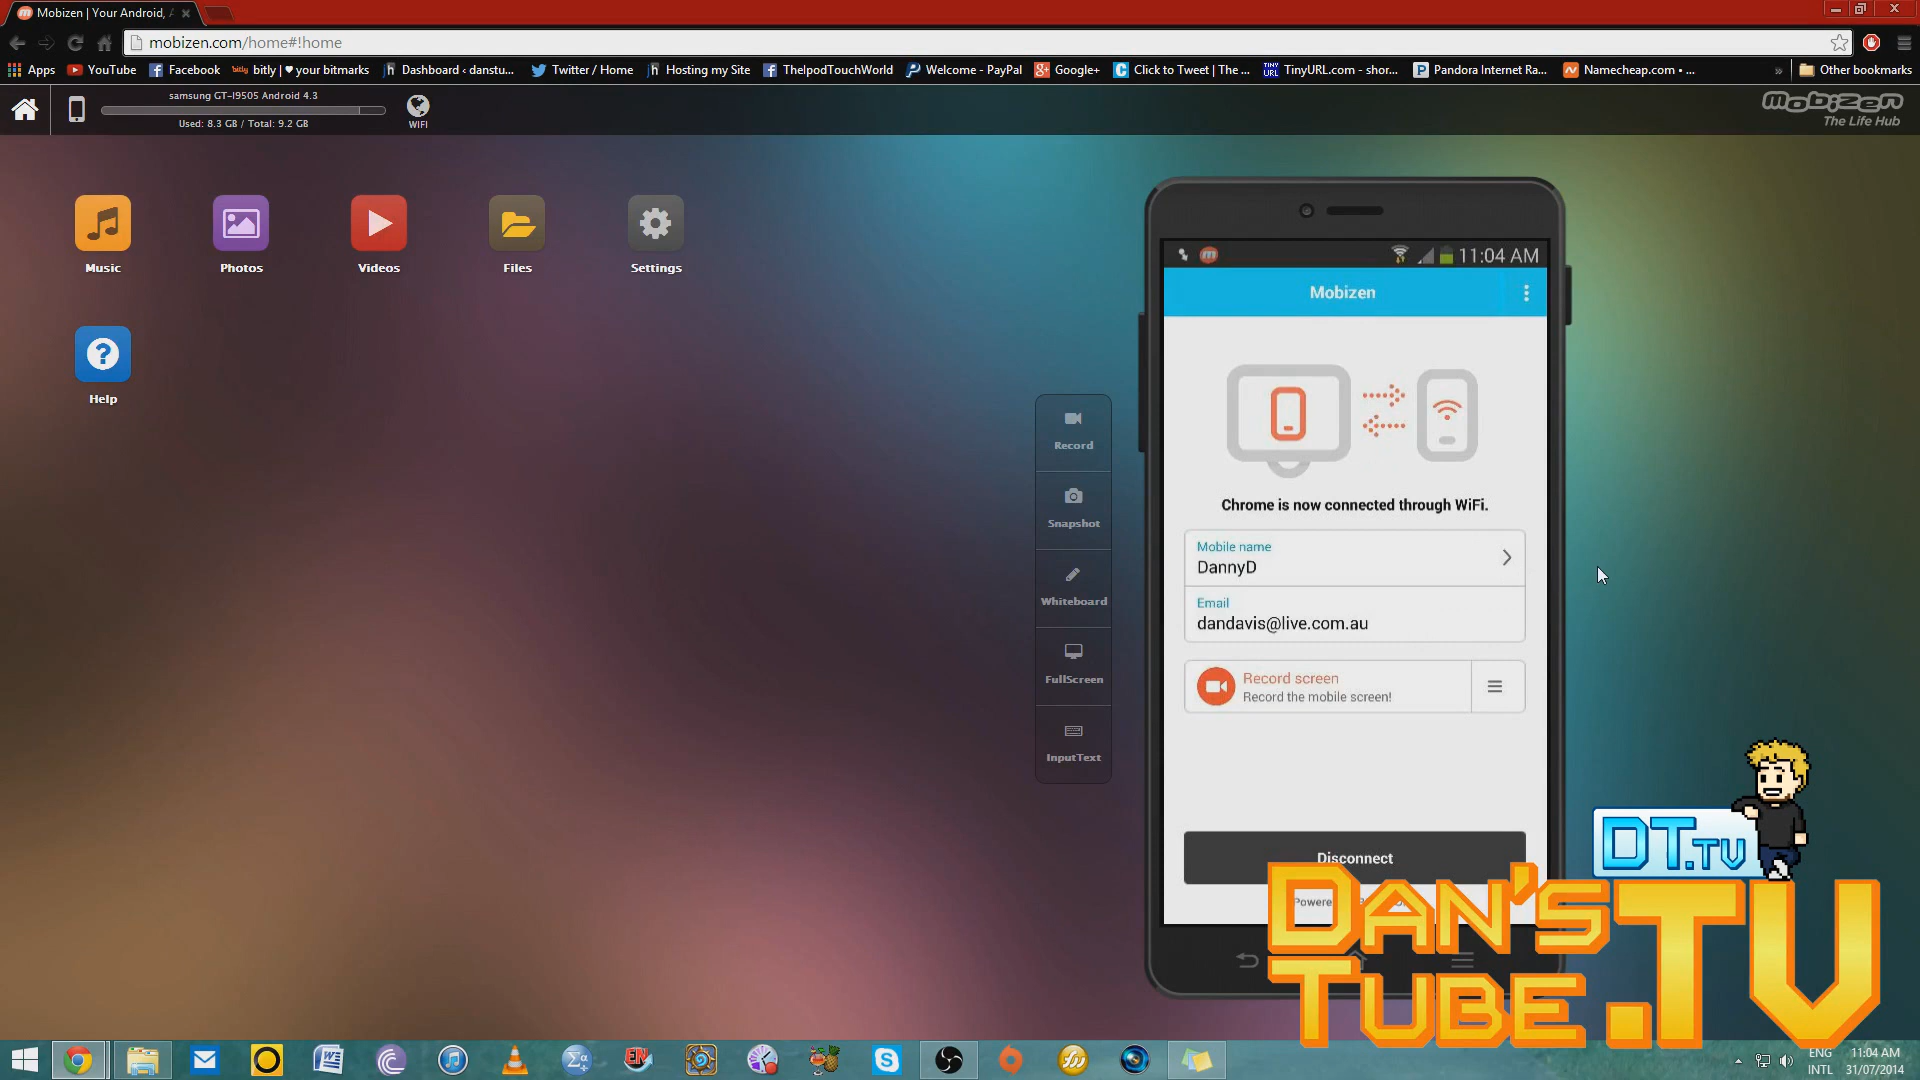 Mobizen | Your Android, A
mobizen.com/home#!home
Apps
YouTube
Facebook
bitly bitly | ♥ your bitmarks
Dashboard ‹ danstu...
Twitter / Home
Hosting my Site
TheIpodTouchWorld
Welcome - PayPal
Google+
Click to Tweet | The ...
TINY URL TinyURL.com - shor...
Pandora Internet Ra...
Namecheap.com • ...
»
Other bookmarks
samsung GT-I9505 Android 4.3
Used: 8.3 GB / Total: 9.2 GB
WIFI
mobizen
The Life Hub
Music
Photos
Videos
Files
Settings
Help
Record
Snapshot
Whiteboard
FullScreen
InputText
11:04 AM
Mobizen
Chrome is now connected through WiFi.
Mobile name
DannyD
Email
dandavis@live.com.au
Record screen
Record the mobile screen!
Disconnect
Powere
DT.TV
Dan's
Tube.TV
ENG
INTL
11:04 AM
31/07/2014